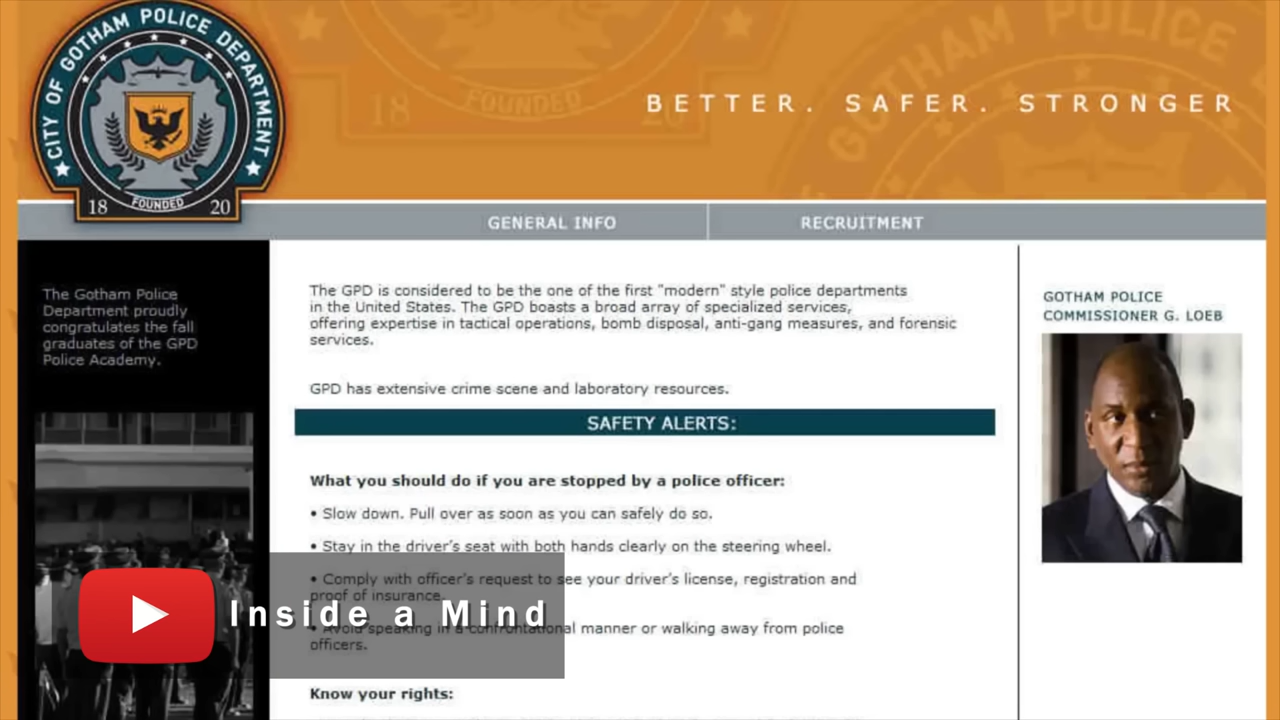 CITY OF GOTHAM POLICE DEPARTMENT
FOUNDED
18 20
BETTER. SAFER. STRONGER
GENERAL INFO
RECRUITMENT
The Gotham Police
Department proudly
congratulates the fall
graduates of the GPD
Police Academy.
The GPD is considered to be the one of the first "modern" style police departments
in the United States. The GPD boasts a broad array of specialized services,
offering expertise in tactical operations, bomb disposal, anti-gang measures, and forensic
services.
GPD has extensive crime scene and laboratory resources.
SAFETY ALERTS:
What you should do if you are stopped by a police officer:
• Slow down. Pull over as soon as you can safely do so.
• Stay in the driver's seat with both hands clearly on the steering wheel.
• Comply with officer's request to see your driver's license, registration and
proof of insurance.
• Avoid speaking in a confrontational manner or walking away from police
officers.
Know your rights:
GOTHAM POLICE
COMMISSIONER G. LOEB
Inside a Mind